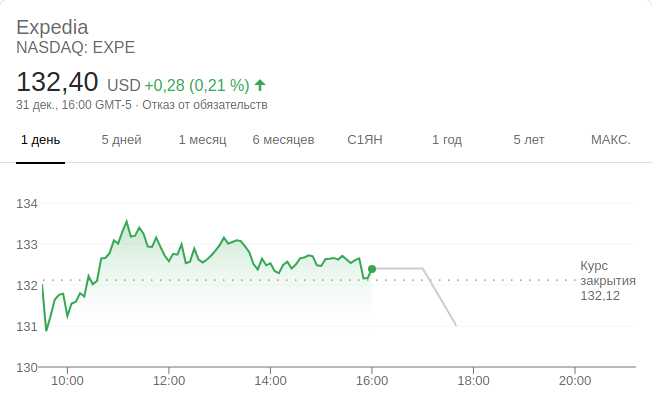 Expedia
NASDAQ: EXPE
132,40 USD +0,28 (0,21 %)
31 дек., 16:00 GMT-5 · Отказ от обязательств
1 день 5 дней 1 месяц 6 месяцев С1ЯН 1 год 5 лет МАКС.
134
133
132
131
130
Курс
закрытия
132,12
10:00 12:00 14:00 16:00 18:00 20:00